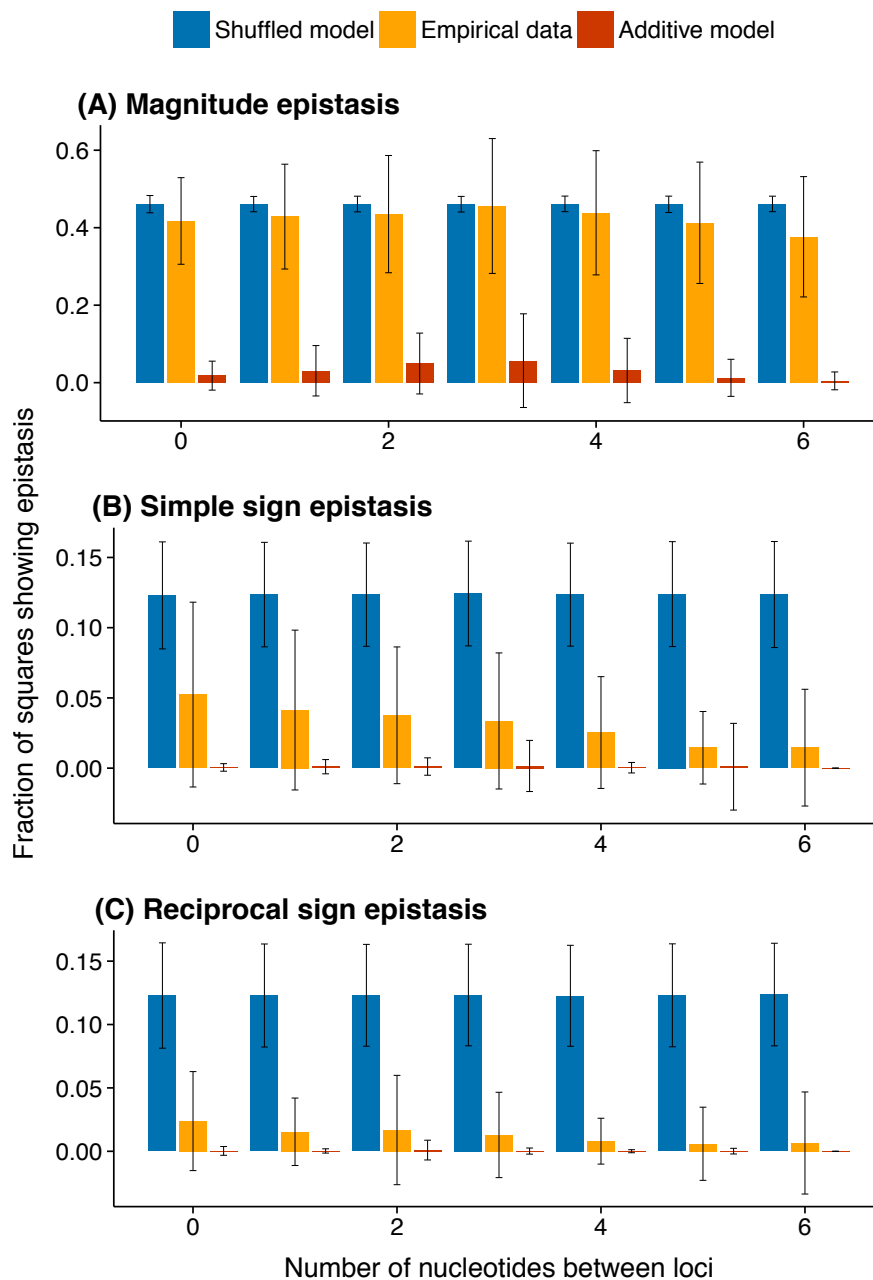 Shuffled model Empirical data Additive model
(A) Magnitude epistasis
0.6
0.4
0.2
0.0
0 2 4 6
Fraction of squares showing epistasis
(B) Simple sign epistasis
0.15
0.10
0.05
0.00
0 2 4 6
(C) Reciprocal sign epistasis
0.15
0.10
0.05
0.00
0 2 4 6
Number of nucleotides between loci